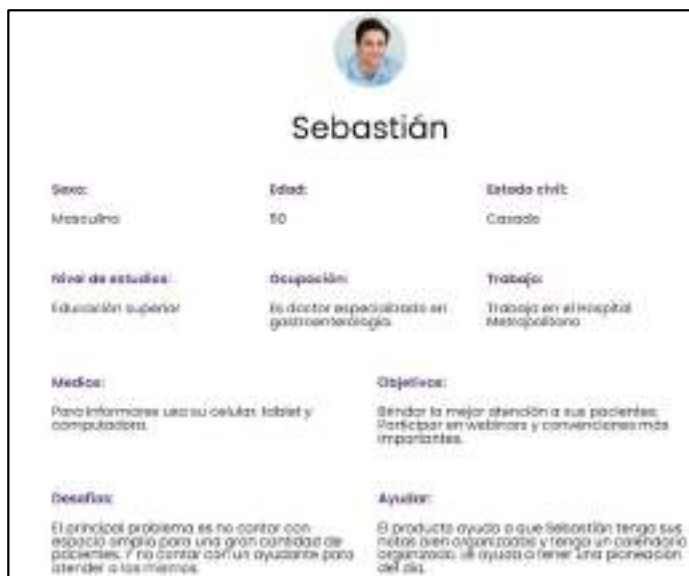 Sebastián
Sexo: Edad: Estado civil:
Masculino 50 Casado
Nivel de estudios: Ocupación: Trabajo:
Educación superior Es doctor especializado en Trabaja en el Hospital
gastroenterología. Metropolitano
Medios: Objetivos:
Para informarse usa su celular, tablet y
computadora.
Brindar la mejor atención a sus pacientes.
Participar en webinars y convenciones más
importantes.
Desafíos:
El principal problema es no contar con
espacio amplio para una gran cantidad de
pacientes. Y no contar con un ayudante para
atender a los mismos.
Ayudar:
El producto ayuda a que Sebastián tenga sus
notas bien organizadas y tenga un calendario
organizado, le ayuda a tener una planeación
del día.